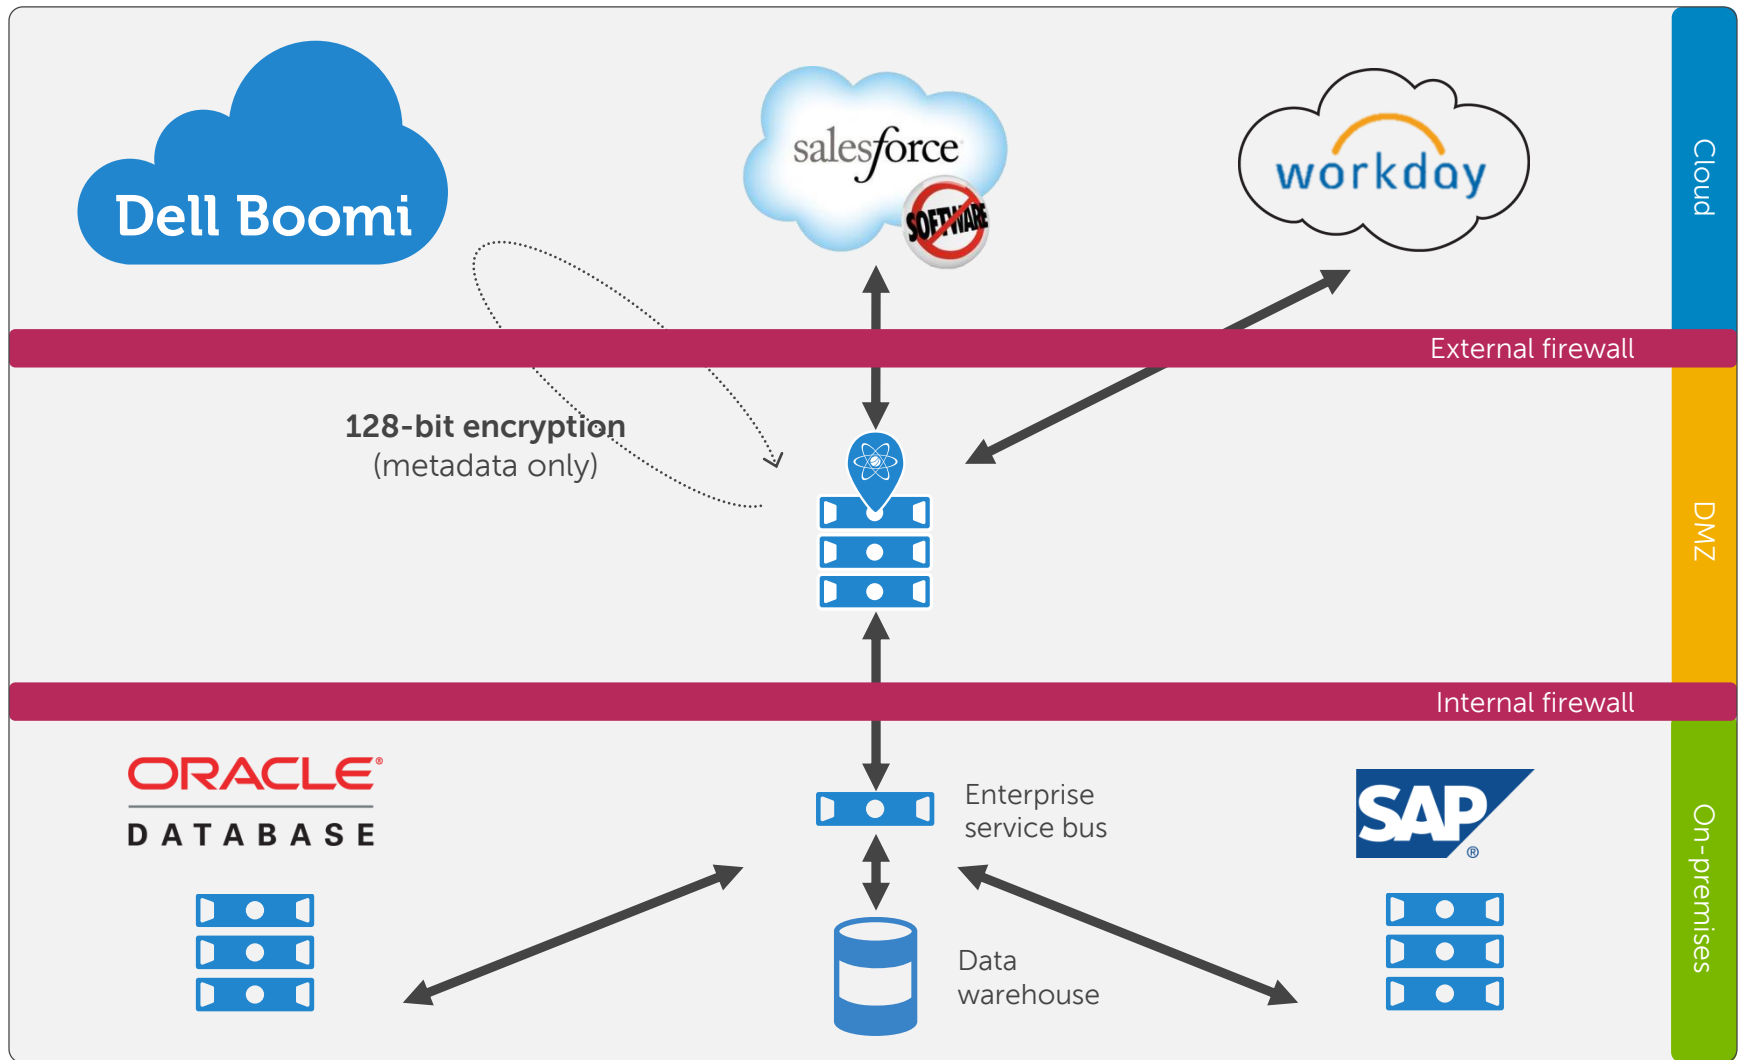 Dell Boomi
salesforce
SOFTWARE
workday
Cloud
External firewall
128-bit encryption
(metadata only)
DMZ
Internal firewall
ORACLE®
DATABASE
Enterprise
service bus
SAP
®
On-premises
Data
warehouse